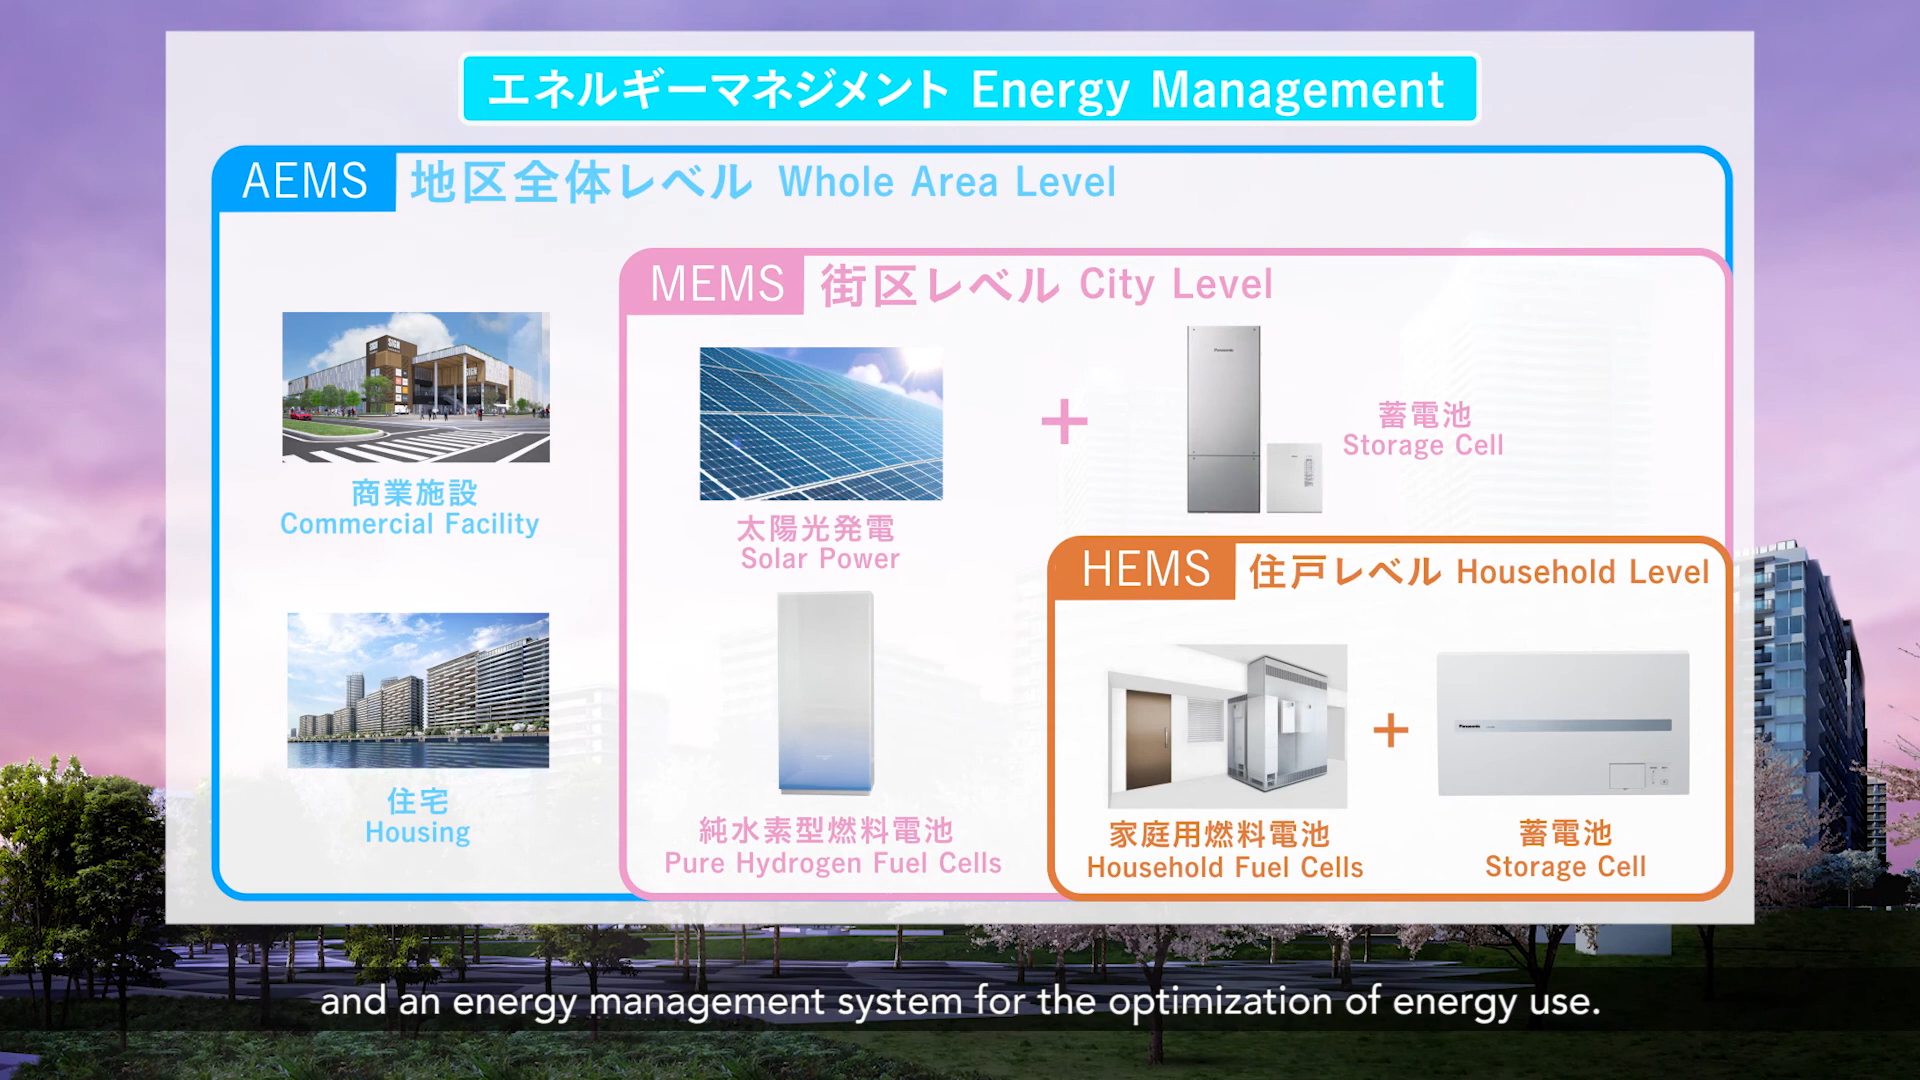 エネルギーマネジメント Energy Management
AEMS 地区全体レベル Whole Area Level
MEMS 街区レベル City Level
SIGN
SIGN
商業施設
Commercial Facility
太陽光発電
Solar Power
Panasonic
蓄電池
Storage Cell
HEMS 住戸レベル Household Level
住宅
Housing
純水素型燃料電池
Pure Hydrogen Fuel Cells
家庭用燃料電池
Household Fuel Cells
Panasonic
蓄電池
Storage Cell
and an energy management system for the optimization of energy use.